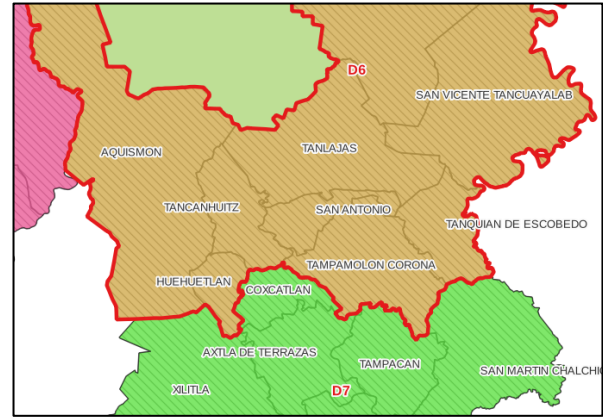 D6
SAN VICENTE TANCUAYALAB
AQUISMON
TANLAJAS
TANCANHUITZ
SAN ANTONIO
TANQUIAN DE ESCOBEDO
TAMPAMOLON CORONA
HUEHUETLAN
COXCATLAN
AXTLA DE TERRAZAS
TAMPACAN
SAN MARTIN CHALCHIC
XILITLA
D7